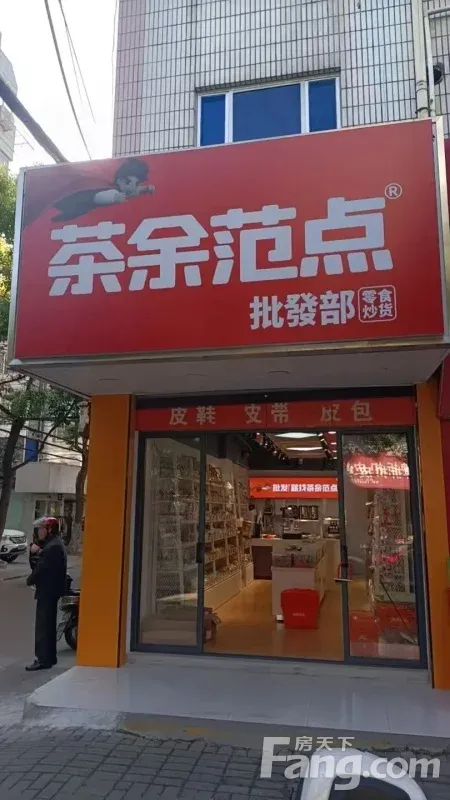 茶余范点®
批發部 零食炒货
皮鞋 皮带 皮包
茶余范点
房天下
Fang.com